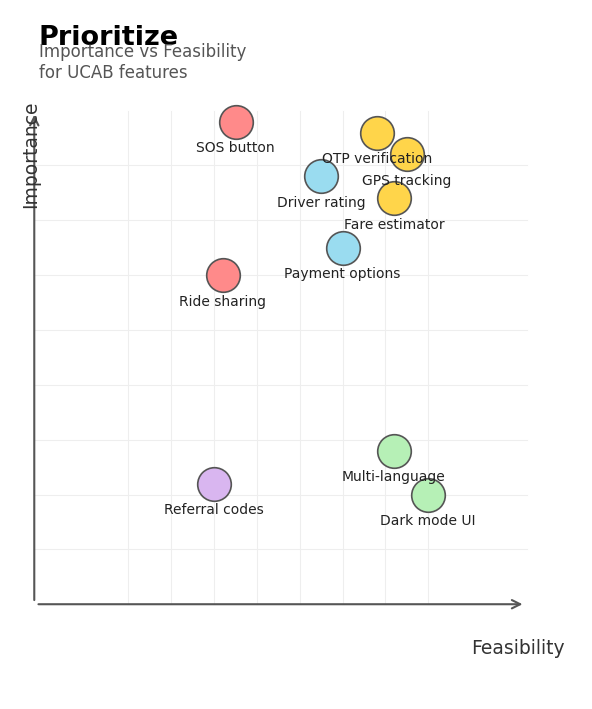 Prioritize
Importance vs Feasibility
for UCAB features
Importance
SOS button
OTP verification
GPS tracking
Driver rating
Fare estimator
Payment options
Ride sharing
Multi-language
Referral codes
Dark mode UI
Feasibility